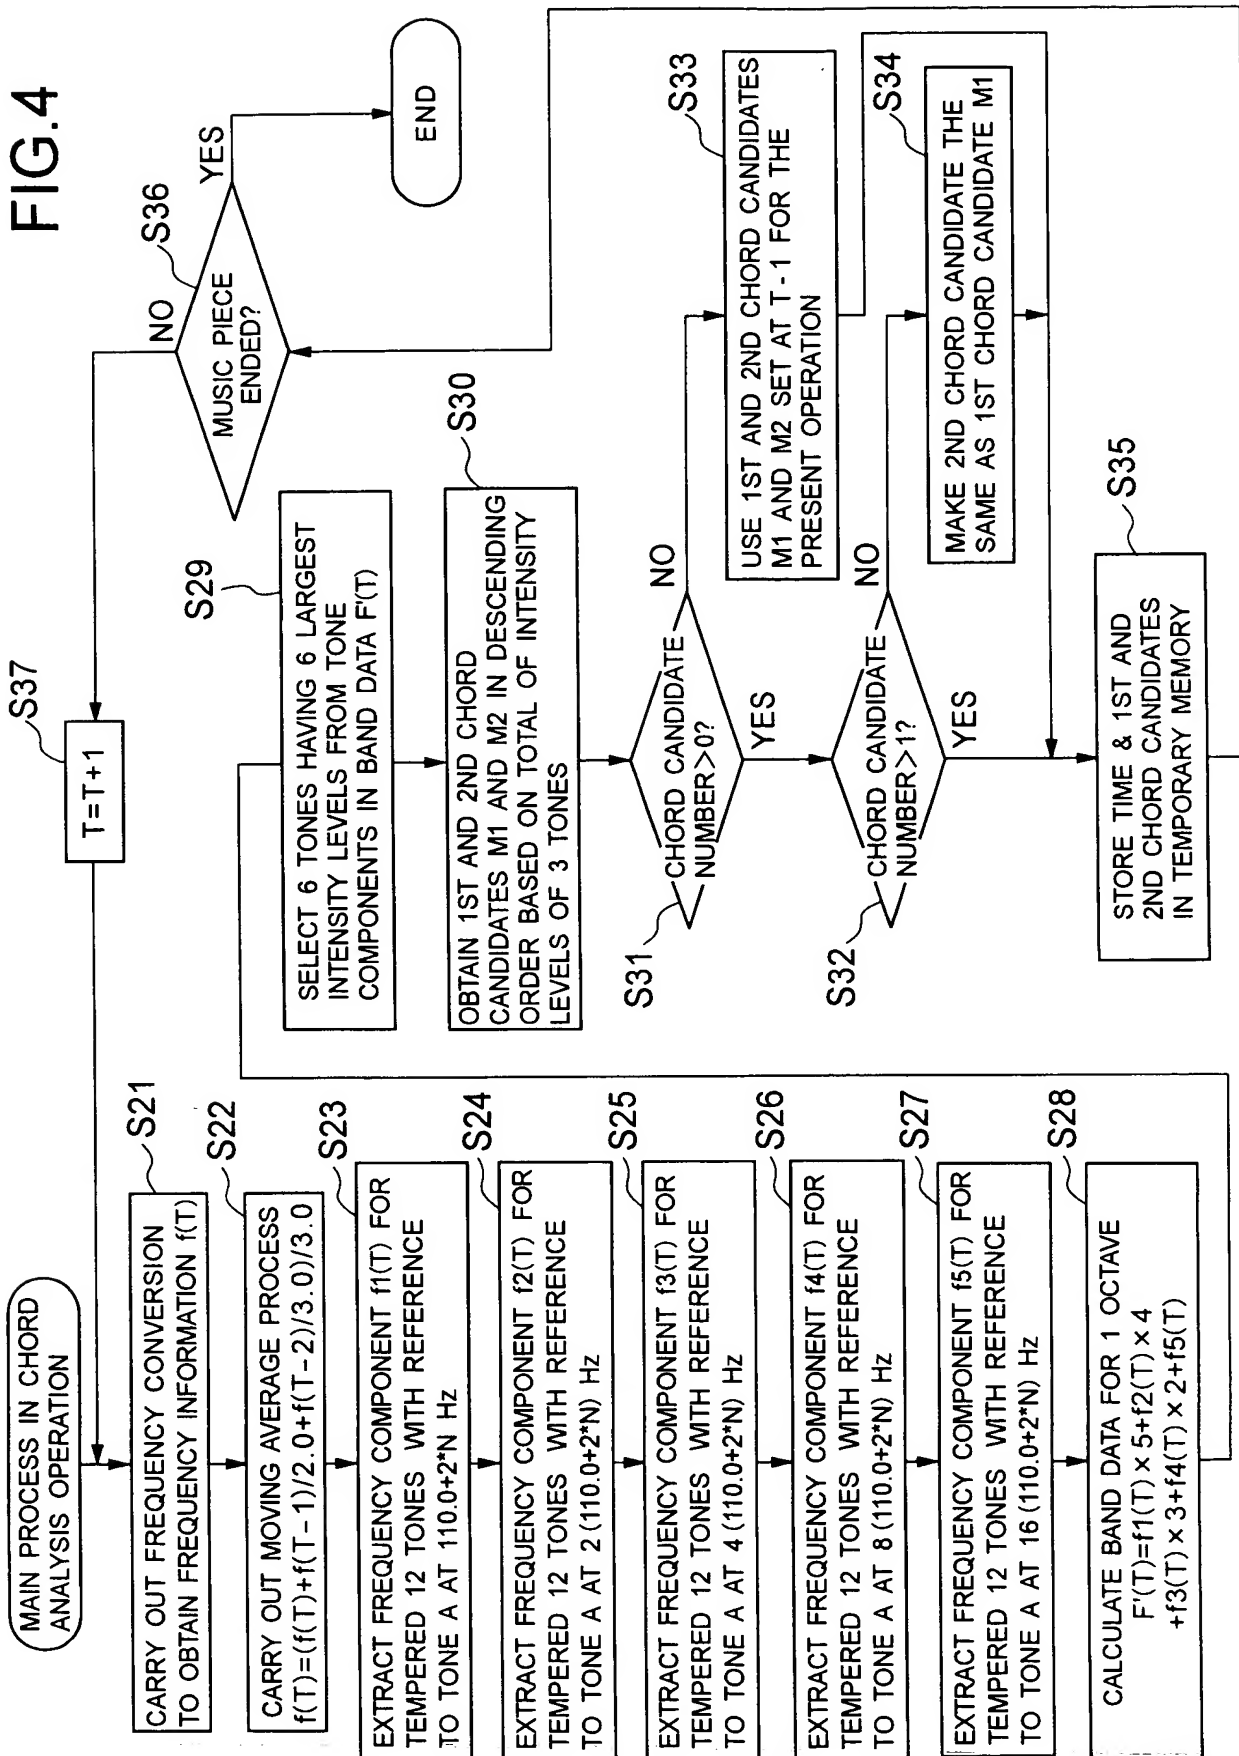 FIG.4
MAIN PROCESS IN CHORD
ANALYSIS OPERATION
S21
CARRY OUT FREQUENCY CONVERSION
TO OBTAIN FREQUENCY INFORMATION f(T)
S22
CARRY OUT MOVING AVERAGE PROCESS
f(T)=(f(T)+f(T-1)/2.0+f(T-2)/3.0)/3.0
S23
EXTRACT FREQUENCY COMPONENT f1(T) FOR
TEMPERED 12 TONES WITH REFERENCE
TO TONE A AT 110.0+2*N Hz
S24
EXTRACT FREQUENCY COMPONENT f2(T) FOR
TEMPERED 12 TONES WITH REFERENCE
TO TONE A AT 2 (110.0+2*N) Hz
S25
EXTRACT FREQUENCY COMPONENT f3(T) FOR
TEMPERED 12 TONES WITH REFERENCE
TO TONE A AT 4 (110.0+2*N) Hz
S26
EXTRACT FREQUENCY COMPONENT f4(T) FOR
TEMPERED 12 TONES WITH REFERENCE
TO TONE A AT 8 (110.0+2*N) Hz
S27
EXTRACT FREQUENCY COMPONENT f5(T) FOR
TEMPERED 12 TONES WITH REFERENCE
TO TONE A AT 16 (110.0+2*N) Hz
S28
CALCULATE BAND DATA FOR 1 OCTAVE
F'(T)=f1(T)×5+f2(T)×4
+f3(T)×3+f4(T)×2+f5(T)
S29
SELECT 6 TONES HAVING 6 LARGEST
INTENSITY LEVELS FROM TONE
COMPONENTS IN BAND DATA F'(T)
S30
OBTAIN 1ST AND 2ND CHORD
CANDIDATES M1 AND M2 IN DESCENDING
ORDER BASED ON TOTAL OF INTENSITY
LEVELS OF 3 TONES
S31
CHORD CANDIDATE
NUMBER>0?
NO
YES
S33
USE 1ST AND 2ND CHORD CANDIDATES
M1 AND M2 SET AT T-1 FOR THE
PRESENT OPERATION
S32
CHORD CANDIDATE
NUMBER>1?
NO
YES
S34
MAKE 2ND CHORD CANDIDATE THE
SAME AS 1ST CHORD CANDIDATE M1
S35
STORE TIME & 1ST AND
2ND CHORD CANDIDATES
IN TEMPORARY MEMORY
S36
MUSIC PIECE
ENDED?
NO
YES
S37
T=T+1
END